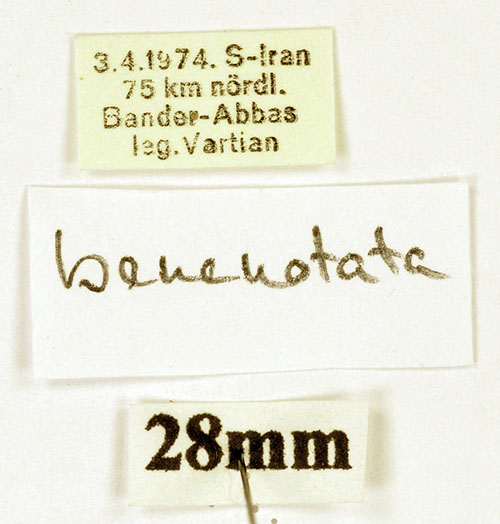 3.4.1974. S-Iran
75 km nördl.
Bander-Abbas
leg. Vartian
benenotata
28mm